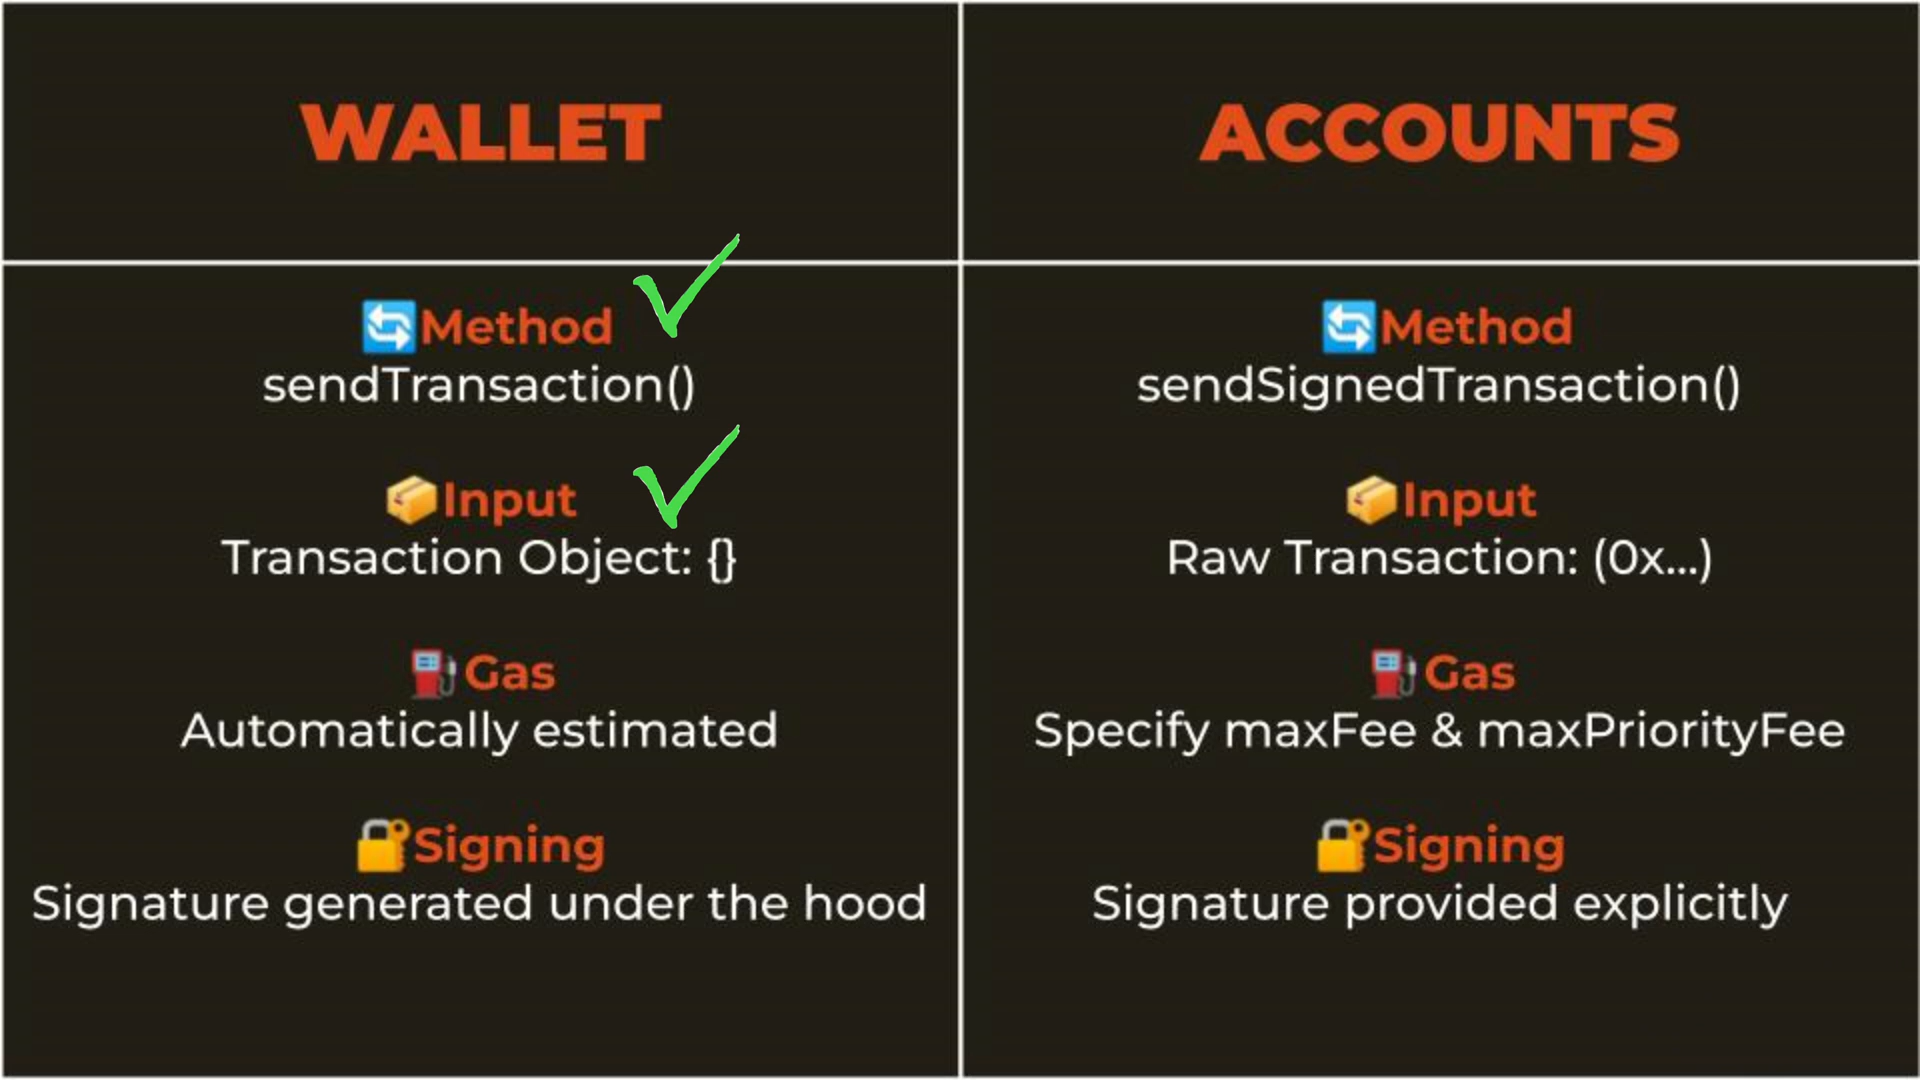 WALLET
Method
sendTransaction()
Input
Transaction Object: {}
Gas
Automatically estimated
Signing
Signature generated under the hood
ACCOUNTS
Method
sendSignedTransaction()
Input
Raw Transaction: (0x...)
Gas
Specify maxFee & maxPriorityFee
Signing
Signature provided explicitly